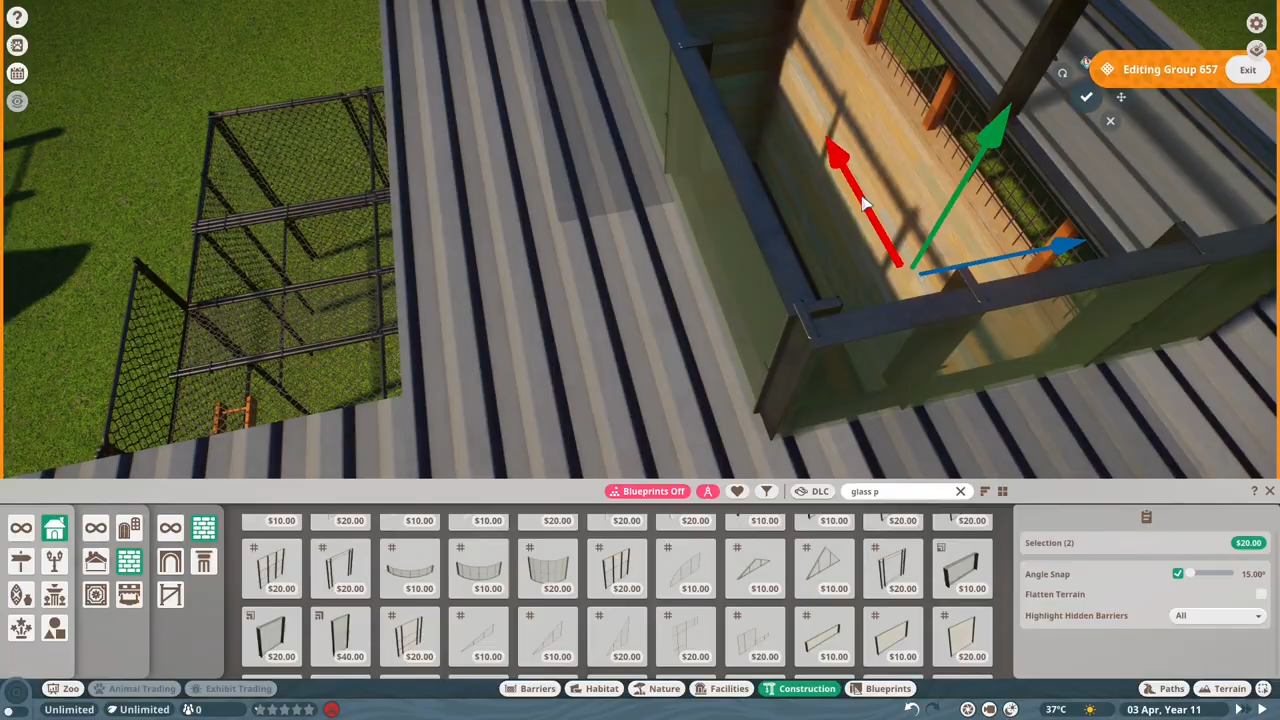 Editing Group 657
Exit
Blueprints Off
DLC
glass p
$10.00 $20.00 $10.00 $10.00 $20.00 $20.00 $20.00 $10.00 $10.00 $20.00 $20.00
$20.00 $20.00 $10.00 $10.00 $20.00 $20.00 $10.00 $10.00 $10.00 $20.00 $10.00
$20.00 $40.00 $20.00 $10.00 $10.00 $20.00 $20.00 $20.00 $10.00 $10.00 $20.00
Selection (2)
$20.00
Angle Snap
15.00°
Flatten Terrain
Highlight Hidden Barriers
All
Zoo
Animal Trading
Exhibit Trading
Barriers
Habitat
Nature
Facilities
Construction
Blueprints
Paths
Terrain
Unlimited
Unlimited
0
37°C
03 Apr, Year 11